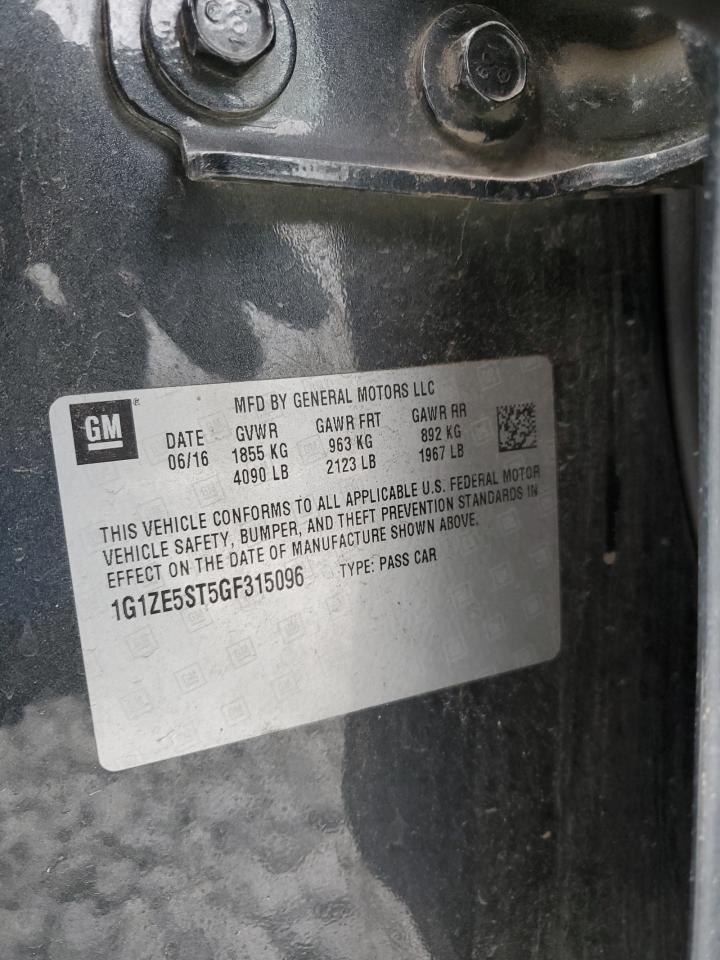 GM
MFD BY GENERAL MOTORS LLC
DATE GVWR GAWR FRT GAWR RR
06/16 1855 KG 963 KG 892 KG
4090 LB 2123 LB 1967 LB
THIS VEHICLE CONFORMS TO ALL APPLICABLE U.S. FEDERAL MOTOR
VEHICLE SAFETY, BUMPER, AND THEFT PREVENTION STANDARDS IN
EFFECT ON THE DATE OF MANUFACTURE SHOWN ABOVE.
1G1ZE5ST5GF315096 TYPE: PASS CAR